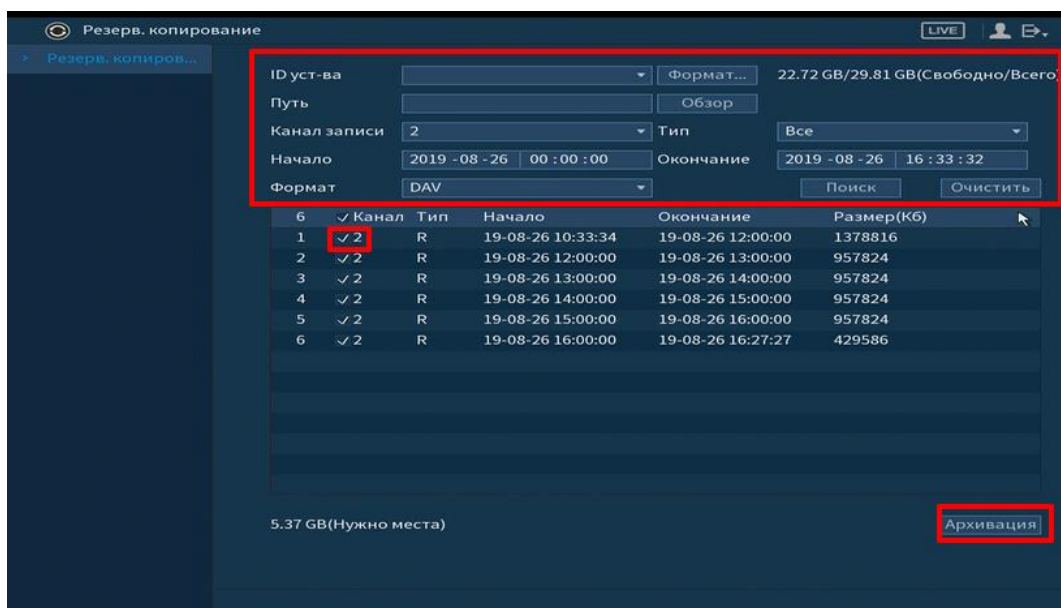 Резерв. копирование LIVE
> Резерв. копиров...
ID уст-ва Формат... 22.72 GB/29.81 GB(Свободно/Всего)
Путь Обзор
Канал записи 2 Тип Все
Начало 2019 -08 -26 00 : 00 : 00 Окончание 2019 -08 -26 16 : 33 : 32
Формат DAV Поиск Очистить
6 Канал Тип Начало Окончание Размер(Кб)
1 2 R 19-08-26 10:33:34 19-08-26 12:00:00 1378816
2 2 R 19-08-26 12:00:00 19-08-26 13:00:00 957824
3 2 R 19-08-26 13:00:00 19-08-26 14:00:00 957824
4 2 R 19-08-26 14:00:00 19-08-26 15:00:00 957824
5 2 R 19-08-26 15:00:00 19-08-26 16:00:00 957824
6 2 R 19-08-26 16:00:00 19-08-26 16:27:27 429586
5.37 GB(Нужно места) Архивация